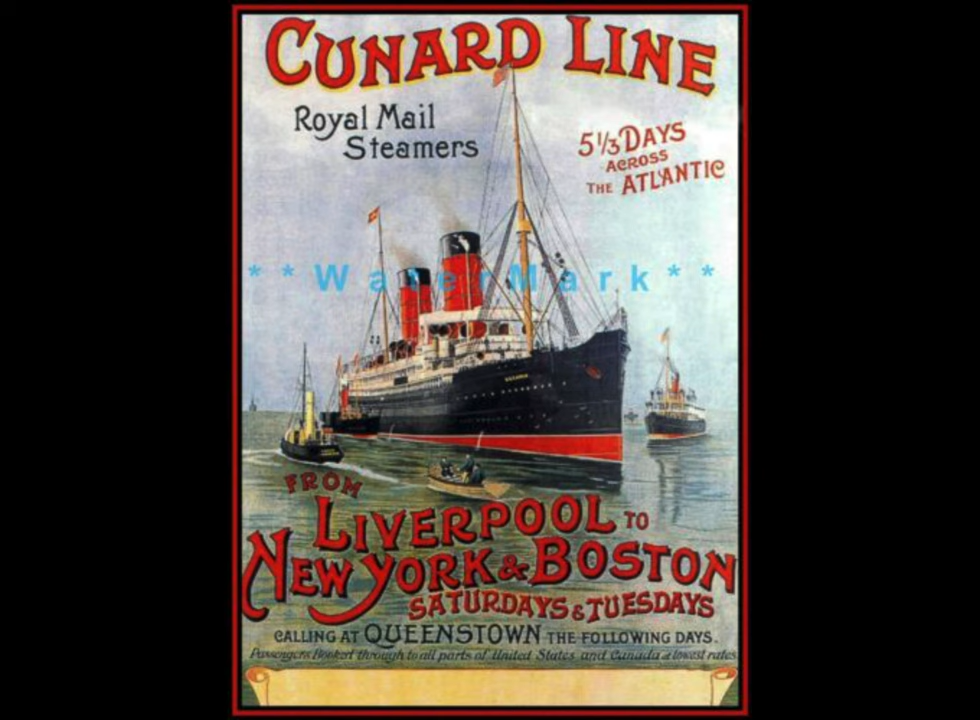 CUNARD LINE
Royal Mail
Steamers
5 1/3 DAYS
ACROSS
THE ATLANTIC
**WaterMark**
FROM
LIVERPOOL TO
NEW YORK & BOSTON
SATURDAYS & TUESDAYS
CALLING AT QUEENSTOWN THE FOLLOWING DAYS.
Passengers Booked through to all parts of United States and Canada at lowest rates